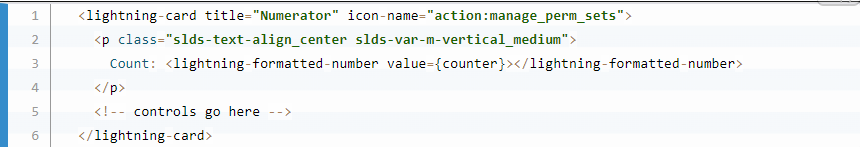 1 <lightning-card title="Numerator" icon-name="action:manage_perm_sets">
2 <p class="slds-text-align_center slds-var-m-vertical_medium">
3 Count: <lightning-formatted-number value={counter}></lightning-formatted-number>
4 </p>
5 <!-- controls go here -->
6 </lightning-card>